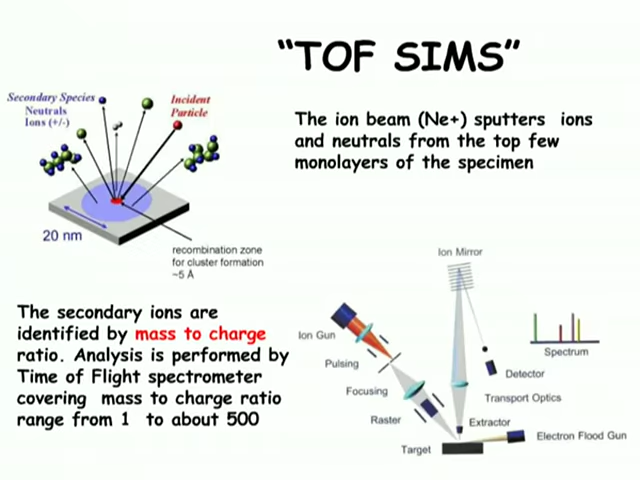 “TOF SIMS”
Secondary Species
Neutrals
Ions (+/-)
Incident
Particle
20 nm
recombination zone
for cluster formation
~5 Å
The ion beam (Ne+) sputters ions
and neutrals from the top few
monolayers of the specimen
The secondary ions are
identified by mass to charge
ratio. Analysis is performed by
Time of Flight spectrometer
covering mass to charge ratio
range from 1 to about 500
Ion Mirror
Ion Gun
Pulsing
Focusing
Raster
Target
Spectrum
Detector
Transport Optics
Extractor
Electron Flood Gun